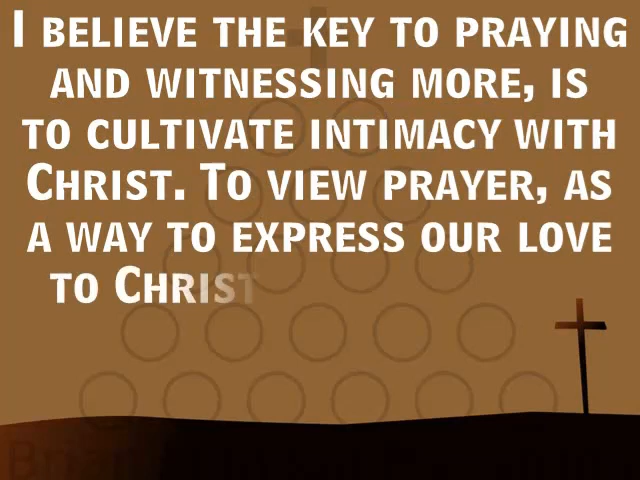 I believe the key to praying
and witnessing more, is
to cultivate intimacy with
Christ. To view prayer, as
a way to express our love
to Christ